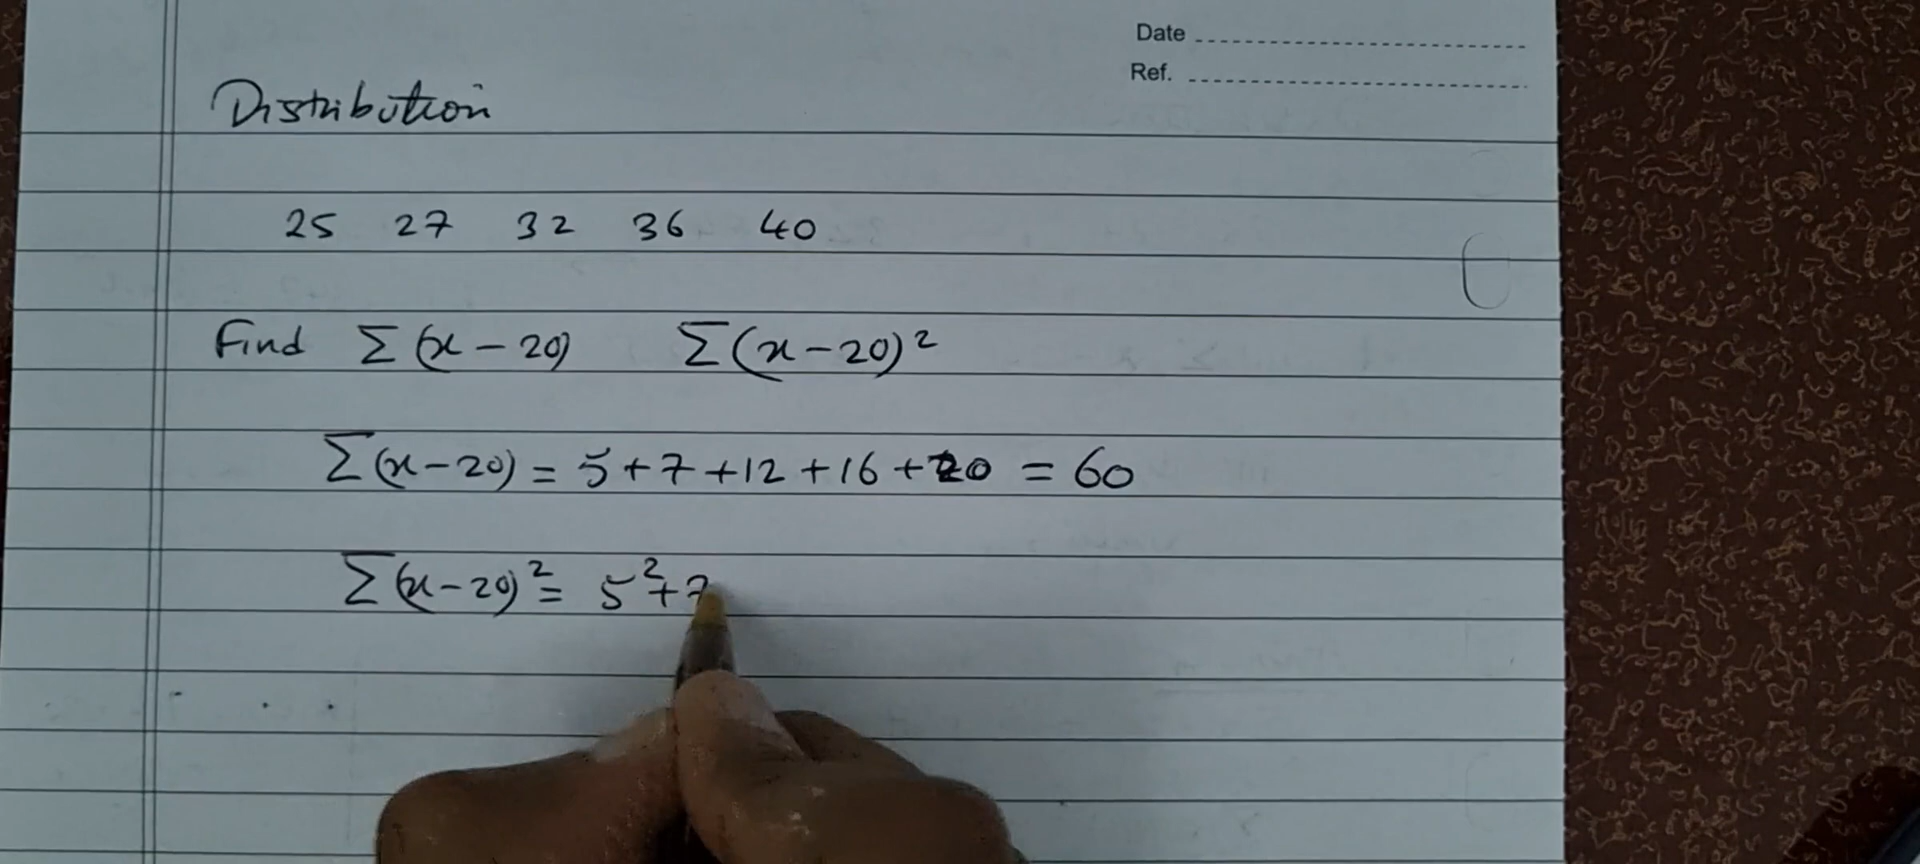 Date
Ref.
Distribution
25 27 32 36 40
Find Σ(x-20) Σ(x-20)²
Σ(x-20) = 5+7+12+16+20 = 60
Σ(x-20)² = 5²+7